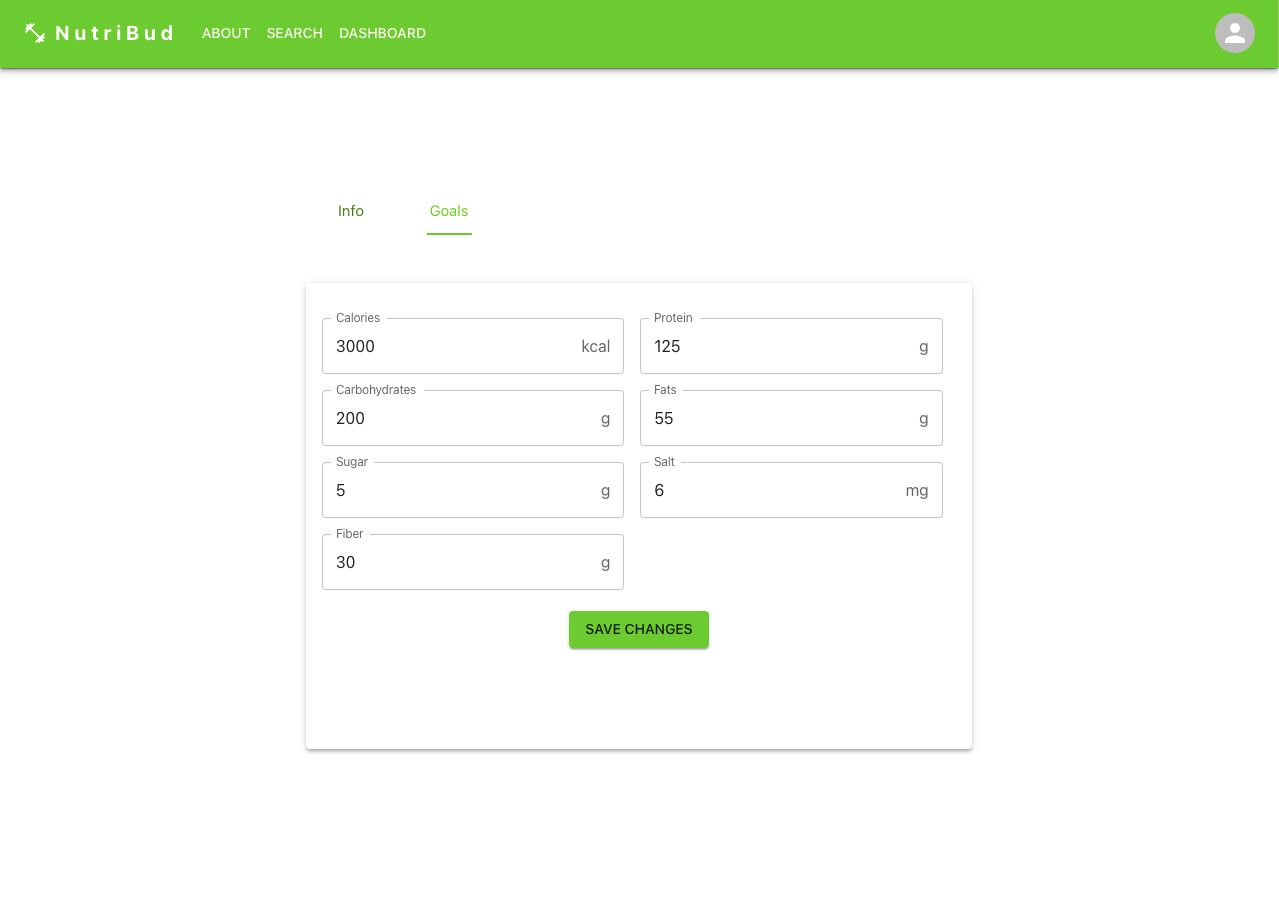 NutriBud ABOUT SEARCH DASHBOARD
Info Goals
Calories Protein
3000 kcal 125 g
Carbohydrates Fats
200 g 55 g
Sugar Salt
5 g 6 mg
Fiber
30 g
SAVE CHANGES